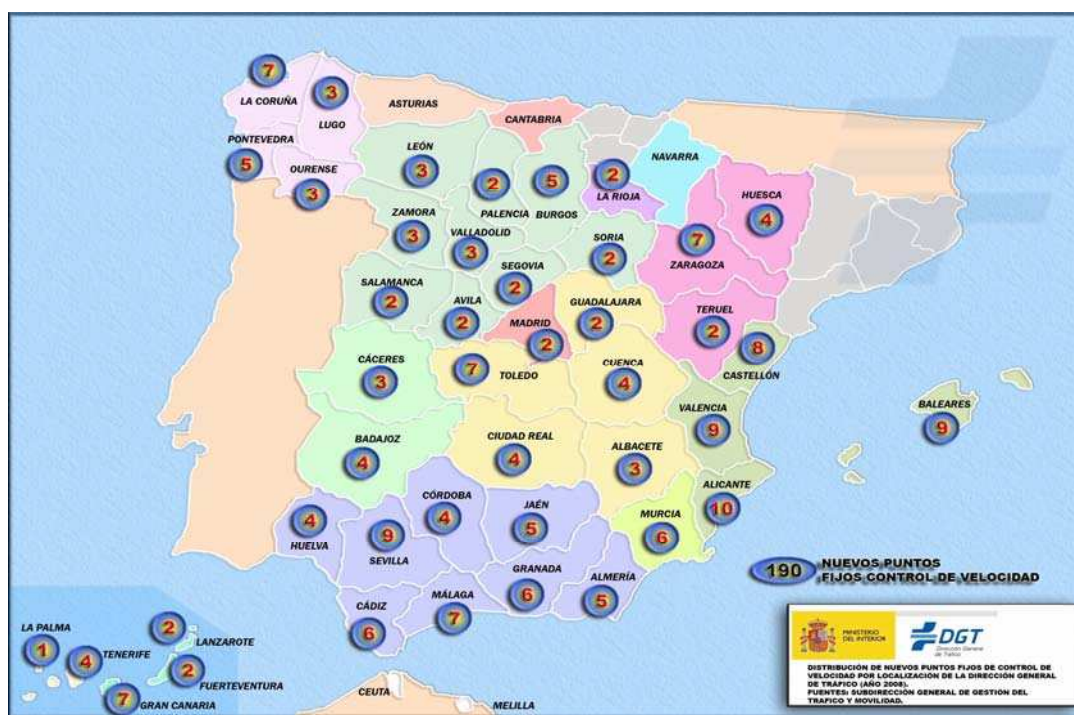 7
LA CORUÑA
3
LUGO
ASTURIAS
CANTABRIA
PONTEVEDRA
5
OURENSE
3
LEÓN
3
2
PALENCIA
5
BURGOS
2
LA RIOJA
NAVARRA
HUESCA
4
ZAMORA
3
VALLADOLID
3
SORIA
2
7
ZARAGOZA
SEGOVIA
2
SALAMANCA
2
AVILA
2
MADRID
2
GUADALAJARA
2
TERUEL
2
8
CASTELLÓN
CÁCERES
3
7
TOLEDO
CUENCA
4
VALENCIA
9
BALEARES
9
BADAJOZ
4
CIUDAD REAL
4
ALBACETE
3
ALICANTE
10
4
HUELVA
9
SEVILLA
CÓRDOBA
4
JAÉN
5
MURCIA
6
GRANADA
6
ALMERÍA
5
CÁDIZ
6
MÁLAGA
7
190 NUEVOS PUNTOS
FIJOS CONTROL DE VELOCIDAD
LA PALMA
1
4
TENERIFE
2
LANZAROTE
2
FUERTEVENTURA
7
GRAN CANARIA
CEUTA
MELILLA
MINISTERIO
DEL INTERIOR
DGT
Dirección General
de Tráfico
DISTRIBUCIÓN DE NUEVOS PUNTOS FIJOS DE CONTROL DE
VELOCIDAD POR LOCALIZACIÓN DE LA DIRECCIÓN GENERAL
DE TRÁFICO (AÑO 2008).
FUENTES: SUBDIRECCIÓN GENERAL DE GESTIÓN DEL
TRAFICO Y MOVILIDAD.